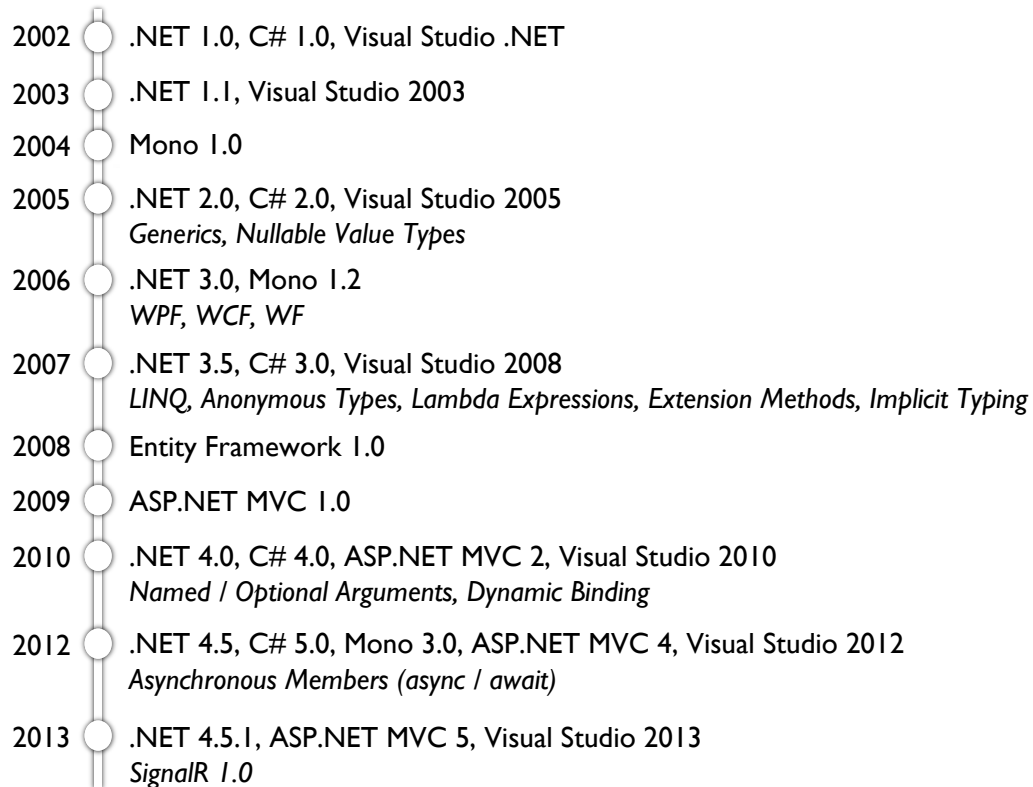 2002 .NET 1.0, C# 1.0, Visual Studio .NET
2003 .NET 1.1, Visual Studio 2003
2004 Mono 1.0
2005 .NET 2.0, C# 2.0, Visual Studio 2005
Generics, Nullable Value Types
2006 .NET 3.0, Mono 1.2
WPF, WCF, WF
2007 .NET 3.5, C# 3.0, Visual Studio 2008
LINQ, Anonymous Types, Lambda Expressions, Extension Methods, Implicit Typing
2008 Entity Framework 1.0
2009 ASP.NET MVC 1.0
2010 .NET 4.0, C# 4.0, ASP.NET MVC 2, Visual Studio 2010
Named / Optional Arguments, Dynamic Binding
2012 .NET 4.5, C# 5.0, Mono 3.0, ASP.NET MVC 4, Visual Studio 2012
Asynchronous Members (async / await)
2013 .NET 4.5.1, ASP.NET MVC 5, Visual Studio 2013
SignalR 1.0